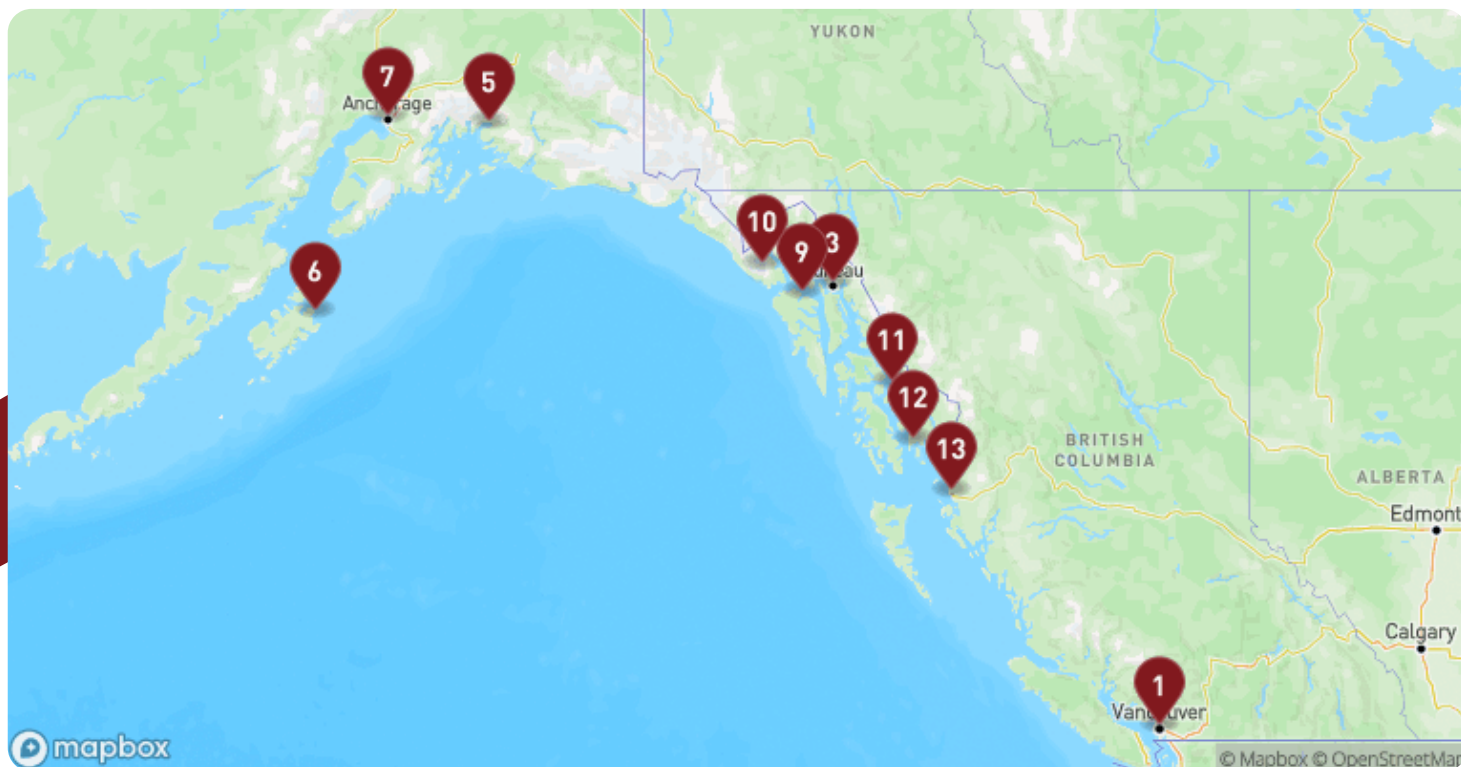 YUKON
7
5
Anchorage
10
3
9
6
11
12
13
BRITISH
COLUMBIA
ALBERTA
Edmont
Calgary
1
Vancouver
mapbox
© Mapbox © OpenStreetMap